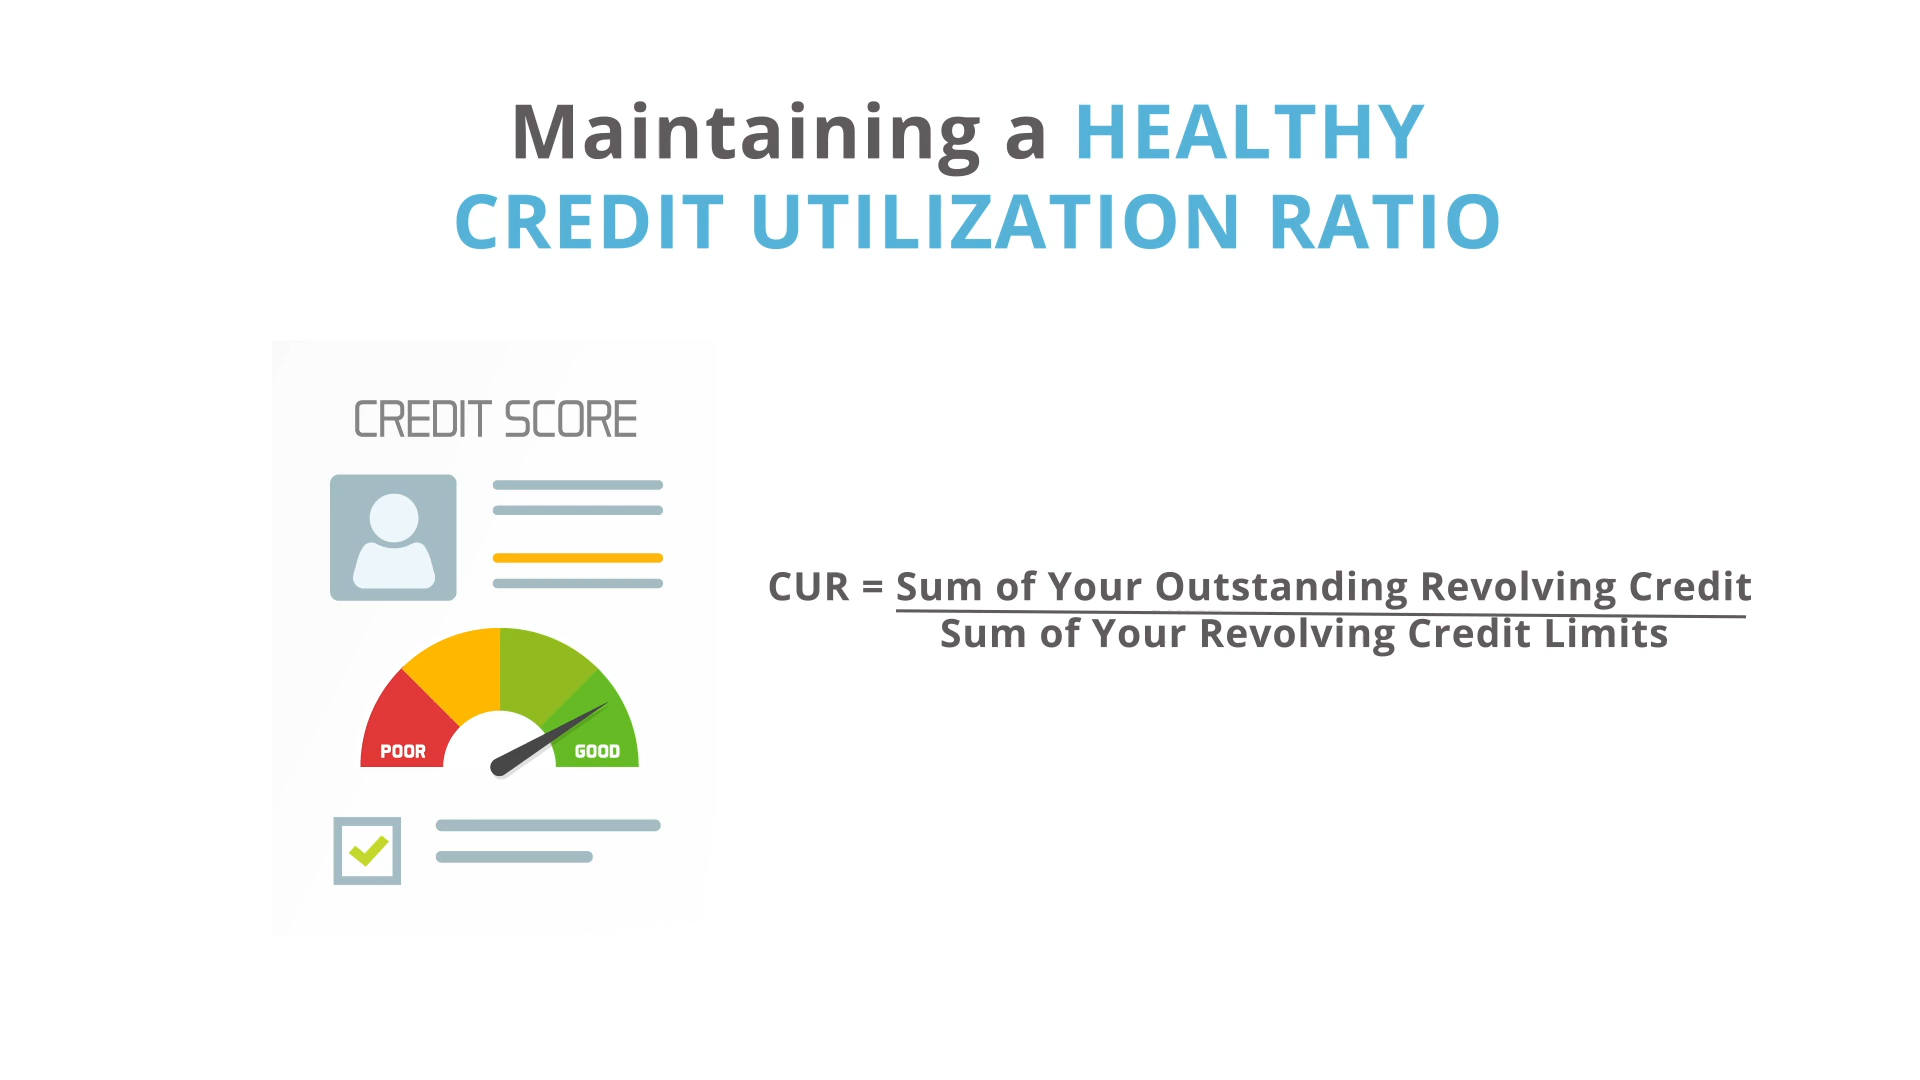 Maintaining a HEALTHY
CREDIT UTILIZATION RATIO
CREDIT SCORE
POOR
GOOD
CUR = Sum of Your Outstanding Revolving Credit
Sum of Your Revolving Credit Limits